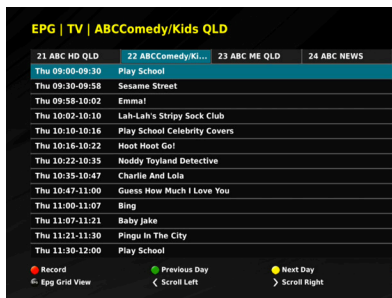 EPG | TV | ABCComedy/Kids QLD
21 ABC HD QLD 22 ABCComedy/Ki... 23 ABC ME QLD 24 ABC NEWS
Thu 09:00-09:30 Play School
Thu 09:30-09:58 Sesame Street
Thu 09:58-10:02 Emma!
Thu 10:02-10:10 Lah-Lah's Stripy Sock Club
Thu 10:10-10:16 Play School Celebrity Covers
Thu 10:16-10:22 Hoot Hoot Go!
Thu 10:22-10:35 Noddy Toyland Detective
Thu 10:35-10:47 Charlie And Lola
Thu 10:47-11:00 Guess How Much I Love You
Thu 11:00-11:07 Bing
Thu 11:07-11:21 Baby Jake
Thu 11:21-11:30 Pingu In The City
Thu 11:30-12:00 Play School
Record Previous Day Next Day
Epg Grid View Scroll Left Scroll Right